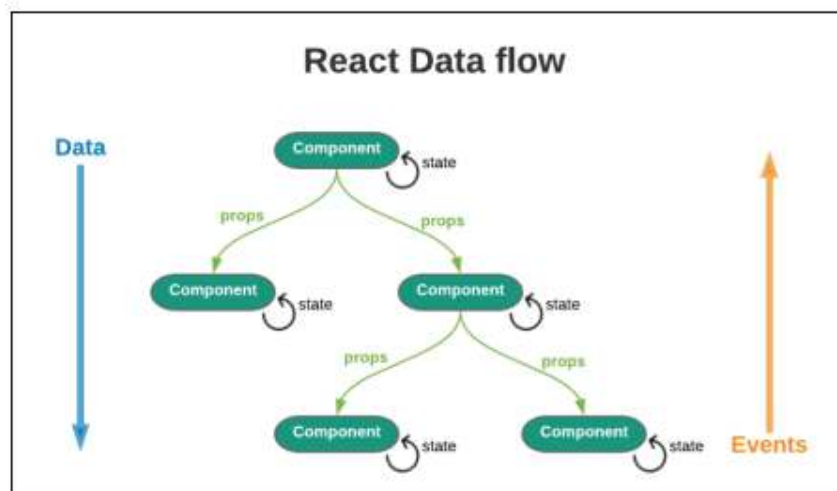 React Data flow
Data
Component
state
props
props
Component
state
Component
state
props
props
Component
state
Component
state
Events